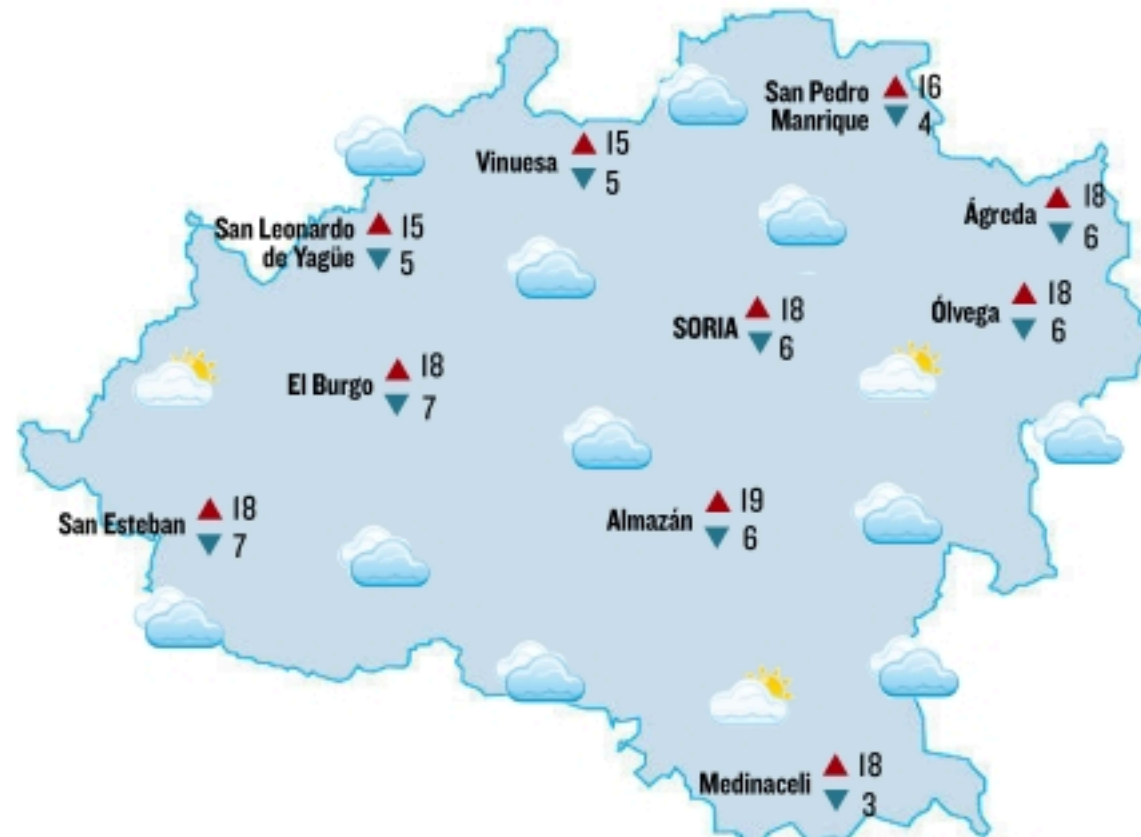 San Pedro
Manrique
16
4
Vinuesa
15
5
Ágreda
18
6
San Leonardo
de Yagüe
15
5
Ólvega
18
6
SORIA
18
6
El Burgo
18
7
San Esteban
18
7
Almazán
19
6
Medinaceli
18
3